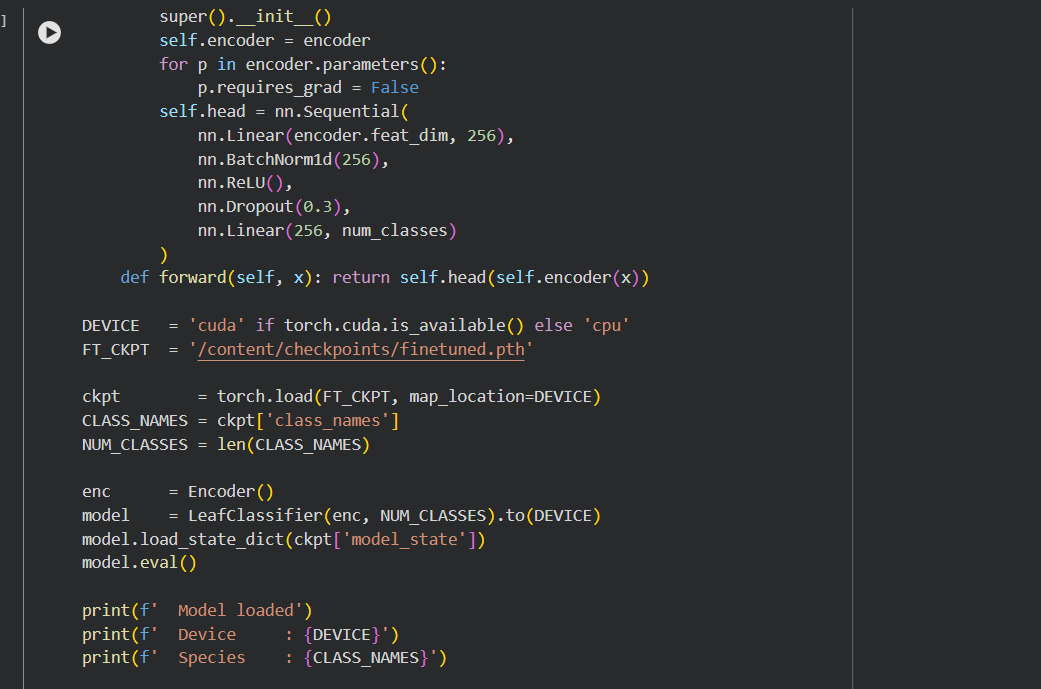 ]
super().__init__()
self.encoder = encoder
for p in encoder.parameters():
p.requires_grad = False
self.head = nn.Sequential(
nn.Linear(encoder.feat_dim, 256),
nn.BatchNorm1d(256),
nn.ReLU(),
nn.Dropout(0.3),
nn.Linear(256, num_classes)
)
def forward(self, x): return self.head(self.encoder(x))
DEVICE   = 'cuda' if torch.cuda.is_available() else 'cpu'
FT_CKPT  = '/content/checkpoints/finetuned.pth'
ckpt        = torch.load(FT_CKPT, map_location=DEVICE)
CLASS_NAMES = ckpt['class_names']
NUM_CLASSES = len(CLASS_NAMES)
enc      = Encoder()
model    = LeafClassifier(enc, NUM_CLASSES).to(DEVICE)
model.load_state_dict(ckpt['model_state'])
model.eval()
print(f'  Model loaded')
print(f'  Device     : {DEVICE}')
print(f'  Species    : {CLASS_NAMES}')